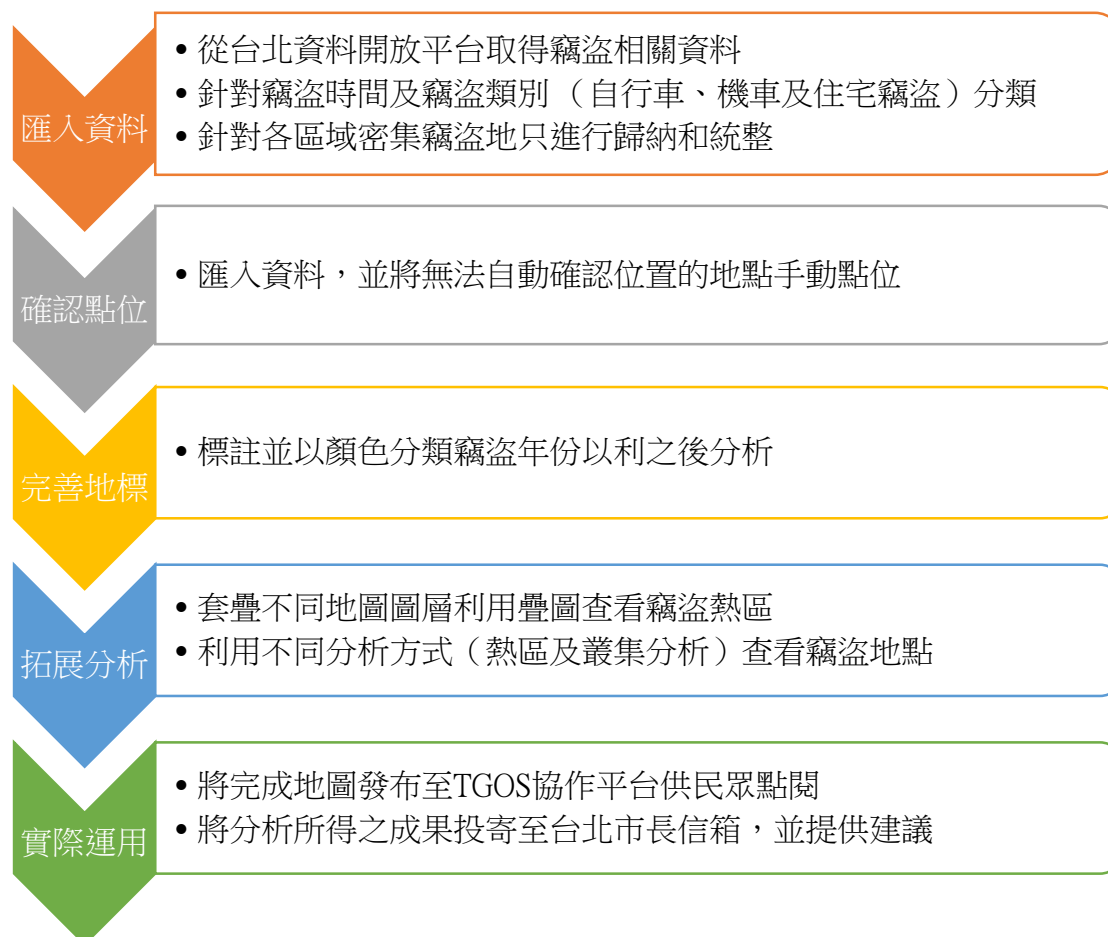 匯入資料
•從台北資料開放平台取得竊盜相關資料
•針對竊盜時間及竊盜類別（自行車、機車及住宅竊盜）分類
•針對各區域密集竊盜地只進行歸納和統整
確認點位
•匯入資料，並將無法自動確認位置的地點手動點位
完善地標
•標註並以顏色分類竊盜年份以利之後分析
拓展分析
•套疊不同地圖圖層利用疊圖查看竊盜熱區
•利用不同分析方式（熱區及叢集分析）查看竊盜地點
實際運用
•將完成地圖發布至TGOS協作平台供民眾點閱
•將分析所得之成果投寄至台北市長信箱，並提供建議